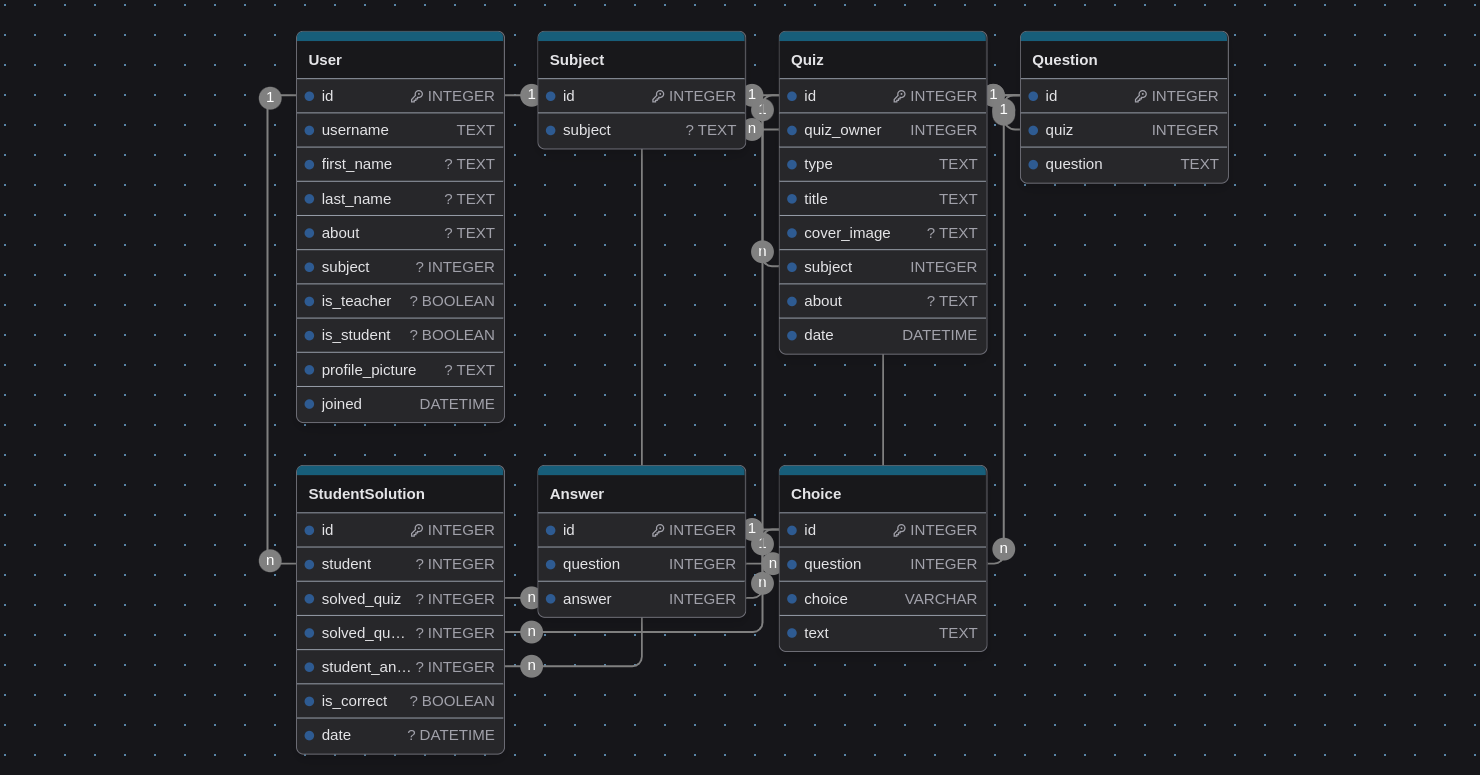 User
id INTEGER
username TEXT
first_name ? TEXT
last_name ? TEXT
about ? TEXT
subject ? INTEGER
is_teacher ? BOOLEAN
is_student ? BOOLEAN
profile_picture ? TEXT
joined DATETIME
1
1
Subject
id INTEGER
subject ? TEXT
1
1
n
n
Quiz
id INTEGER
quiz_owner INTEGER
type TEXT
title TEXT
cover_image ? TEXT
subject INTEGER
about ? TEXT
date DATETIME
1
1
Question
id INTEGER
quiz INTEGER
question TEXT
StudentSolution
id INTEGER
student ? INTEGER
solved_quiz ? INTEGER
solved_qu... ? INTEGER
student_an... ? INTEGER
is_correct ? BOOLEAN
date ? DATETIME
n
n
n
n
Answer
id INTEGER
question INTEGER
answer INTEGER
1
1
n
n
Choice
id INTEGER
question INTEGER
choice VARCHAR
text TEXT
n